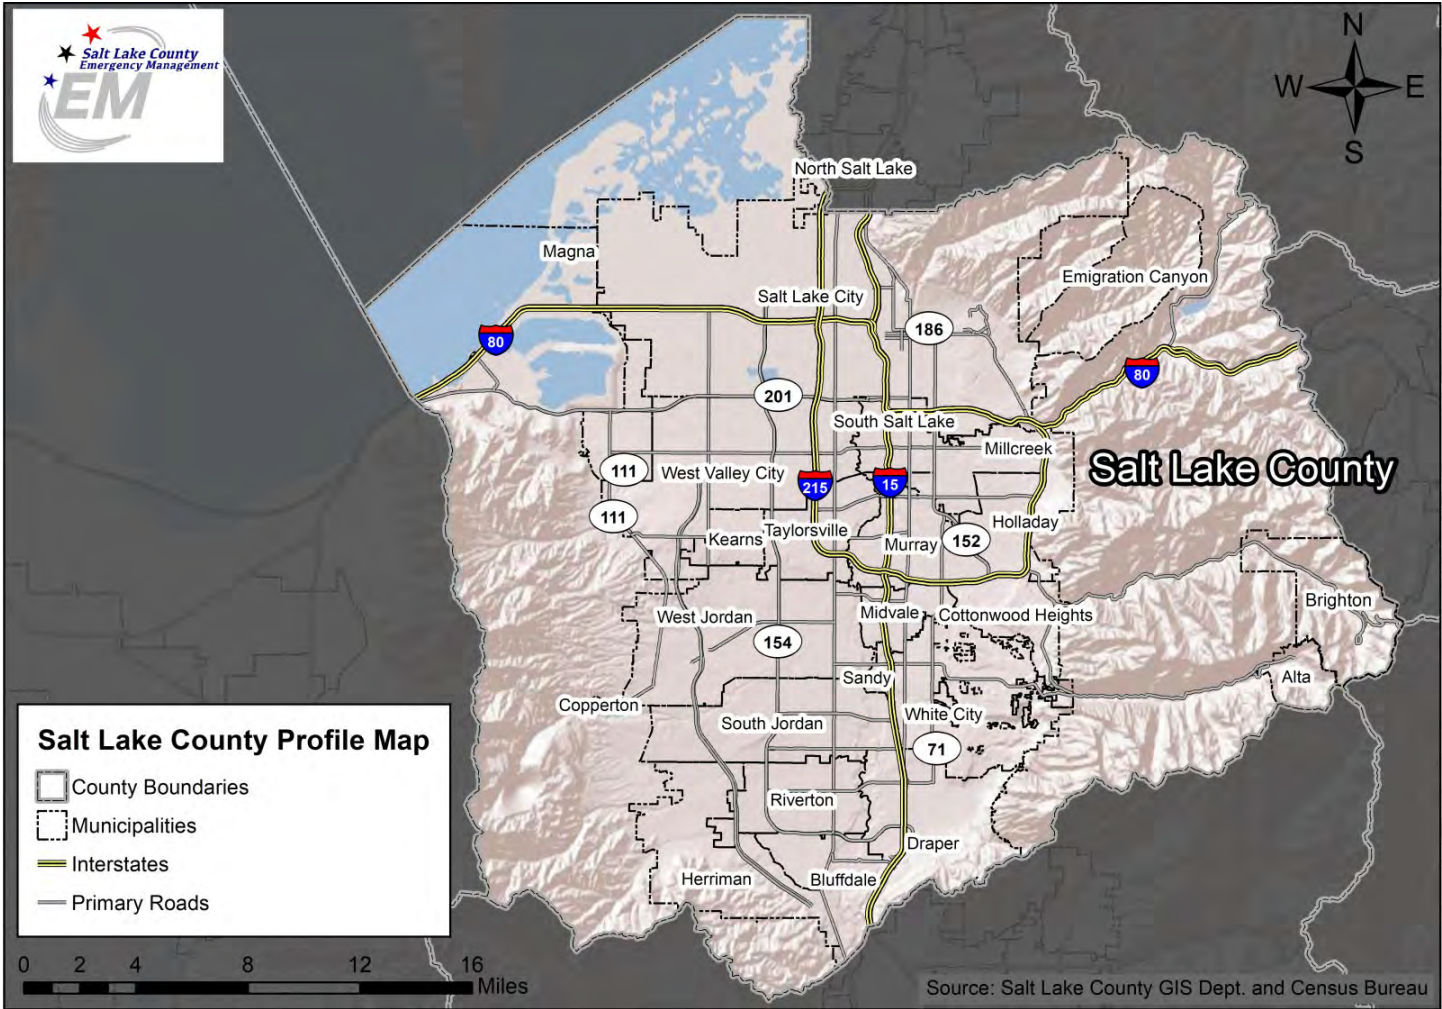 Salt Lake County
Emergency Management
EM
N
W E
S
North Salt Lake
Magna
Emigration Canyon
Salt Lake City
186
80
80
201
South Salt Lake
Millcreek
111
West Valley City
Salt Lake County
215
15
111
Taylorsville
Holladay
Kearns
Murray
152
Brighton
West Jordan
Midvale
Cottonwood Heights
154
Sandy
Alta
Copperton
South Jordan
White City
71
Riverton
Draper
Herriman
Bluffdale
Salt Lake County Profile Map
County Boundaries
Municipalities
Interstates
Primary Roads
0 2 4 8 12 16
Miles
Source: Salt Lake County GIS Dept. and Census Bureau